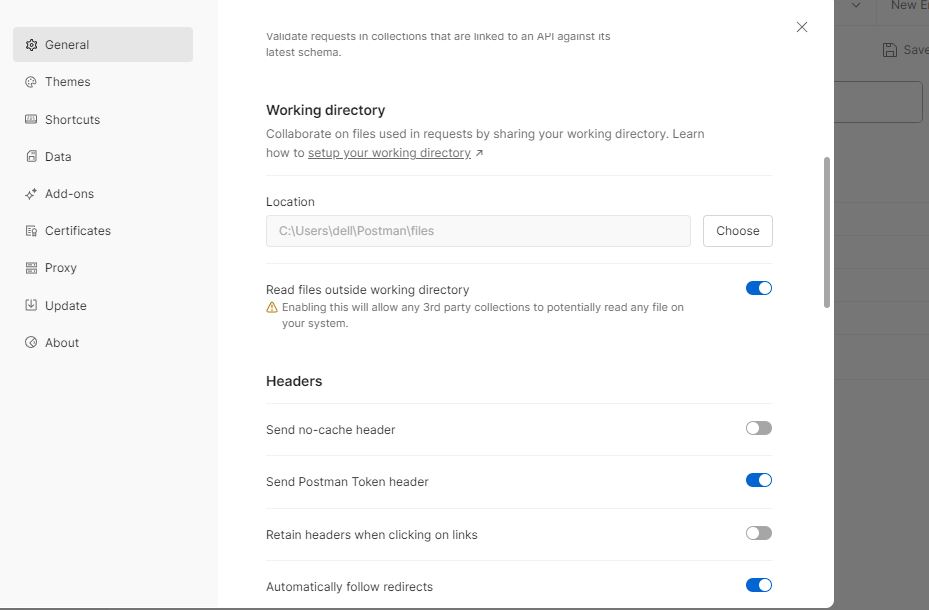 General
Themes
Shortcuts
Data
Add-ons
Certificates
Proxy
Update
About
Validate requests in collections that are linked to an API against its
latest schema.
Working directory
Collaborate on files used in requests by sharing your working directory. Learn
how to setup your working directory ↗
Location
C:\Users\dell\Postman\files
Choose
Read files outside working directory
Enabling this will allow any 3rd party collections to potentially read any file on
your system.
Headers
Send no-cache header
Send Postman Token header
Retain headers when clicking on links
Automatically follow redirects
New
Save